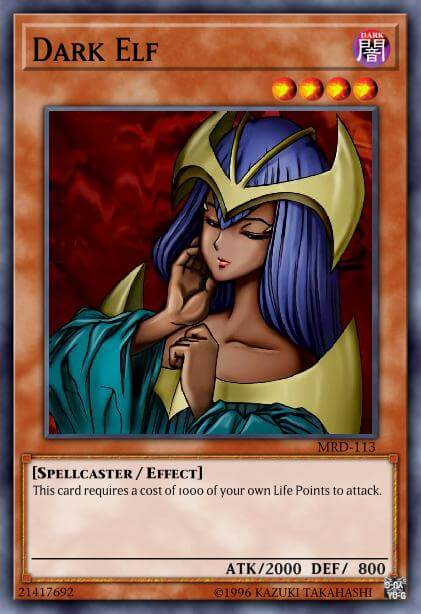 DARK ELF
DARK
闇
MRD-113
[SPELLCASTER / EFFECT]
This card requires a cost of 1000 of your own Life Points to attack.
ATK/2000 DEF/ 800
21417692
©1996 KAZUKI TAKAHASHI